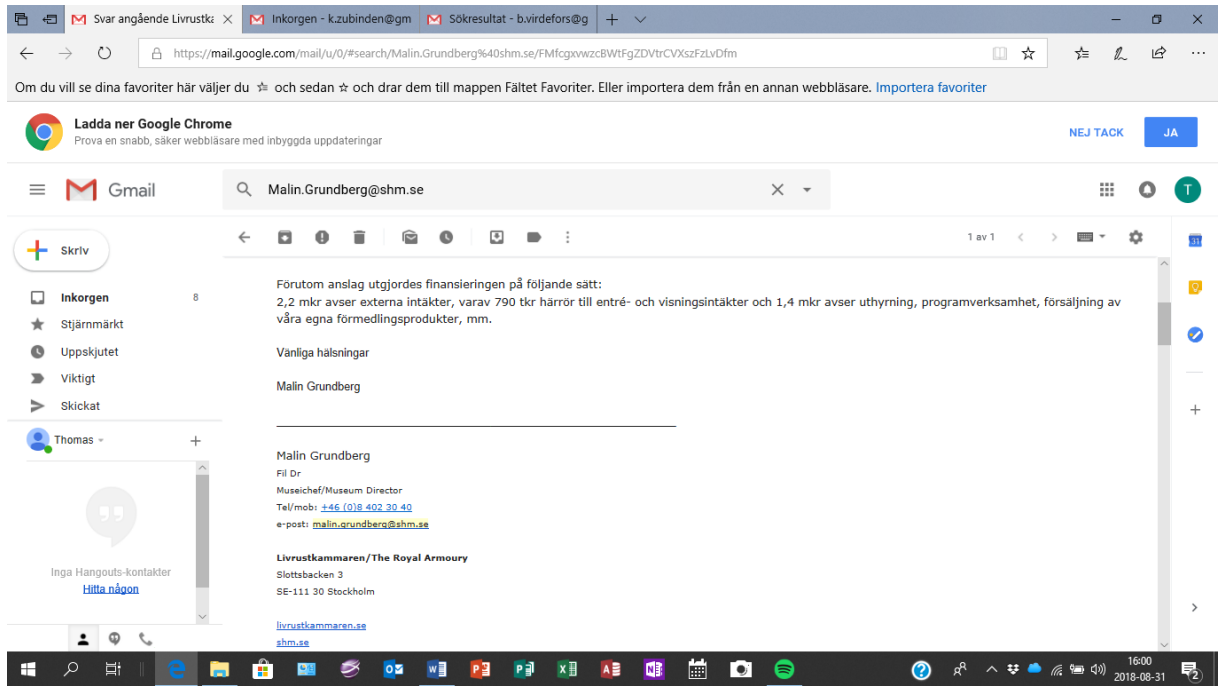 Svar angående Livrustka
Inkorgen - k.zubinden@gm
Sökresultat - b.virdefors@g
https://mail.google.com/mail/u/0/#search/Malin.Grundberg%40shm.se/FMfcgxvwzcBWtFgZDVtrCVXszFzLvDfm
Om du vill se dina favoriter här väljer du och sedan och drar dem till mappen Fältet Favoriter. Eller importera dem från en annan webbläsare. Importera favoriter
Ladda ner Google Chrome
Prova en snabb, säker webbläsare med inbyggda uppdateringar
NEJ TACK
JA
Gmail
Malin.Grundberg@shm.se
T
Skriv
1 av 1
31
Inkorgen 8
Stjärnmärkt
Uppskjutet
Viktigt
Skickat
Thomas
Inga Hangouts-kontakter
Hitta någon
Förutom anslag utgjordes finansieringen på följande sätt:
2,2 mkr avser externa intäkter, varav 790 tkr härrör till entré- och visningsintäkter och 1,4 mkr avser uthyrning, programverksamhet, försäljning av
våra egna förmedlingsprodukter, mm.
Vänliga hälsningar
Malin Grundberg
Malin Grundberg
Fil Dr
Museichef/Museum Director
Tel/mob: +46 (0)8 402 30 40
e-post: malin.grundberg@shm.se
Livrustkammaren/The Royal Armoury
Slottsbacken 3
SE-111 30 Stockholm
livrustkammaren.se
shm.se
16:00
2018-08-31
2